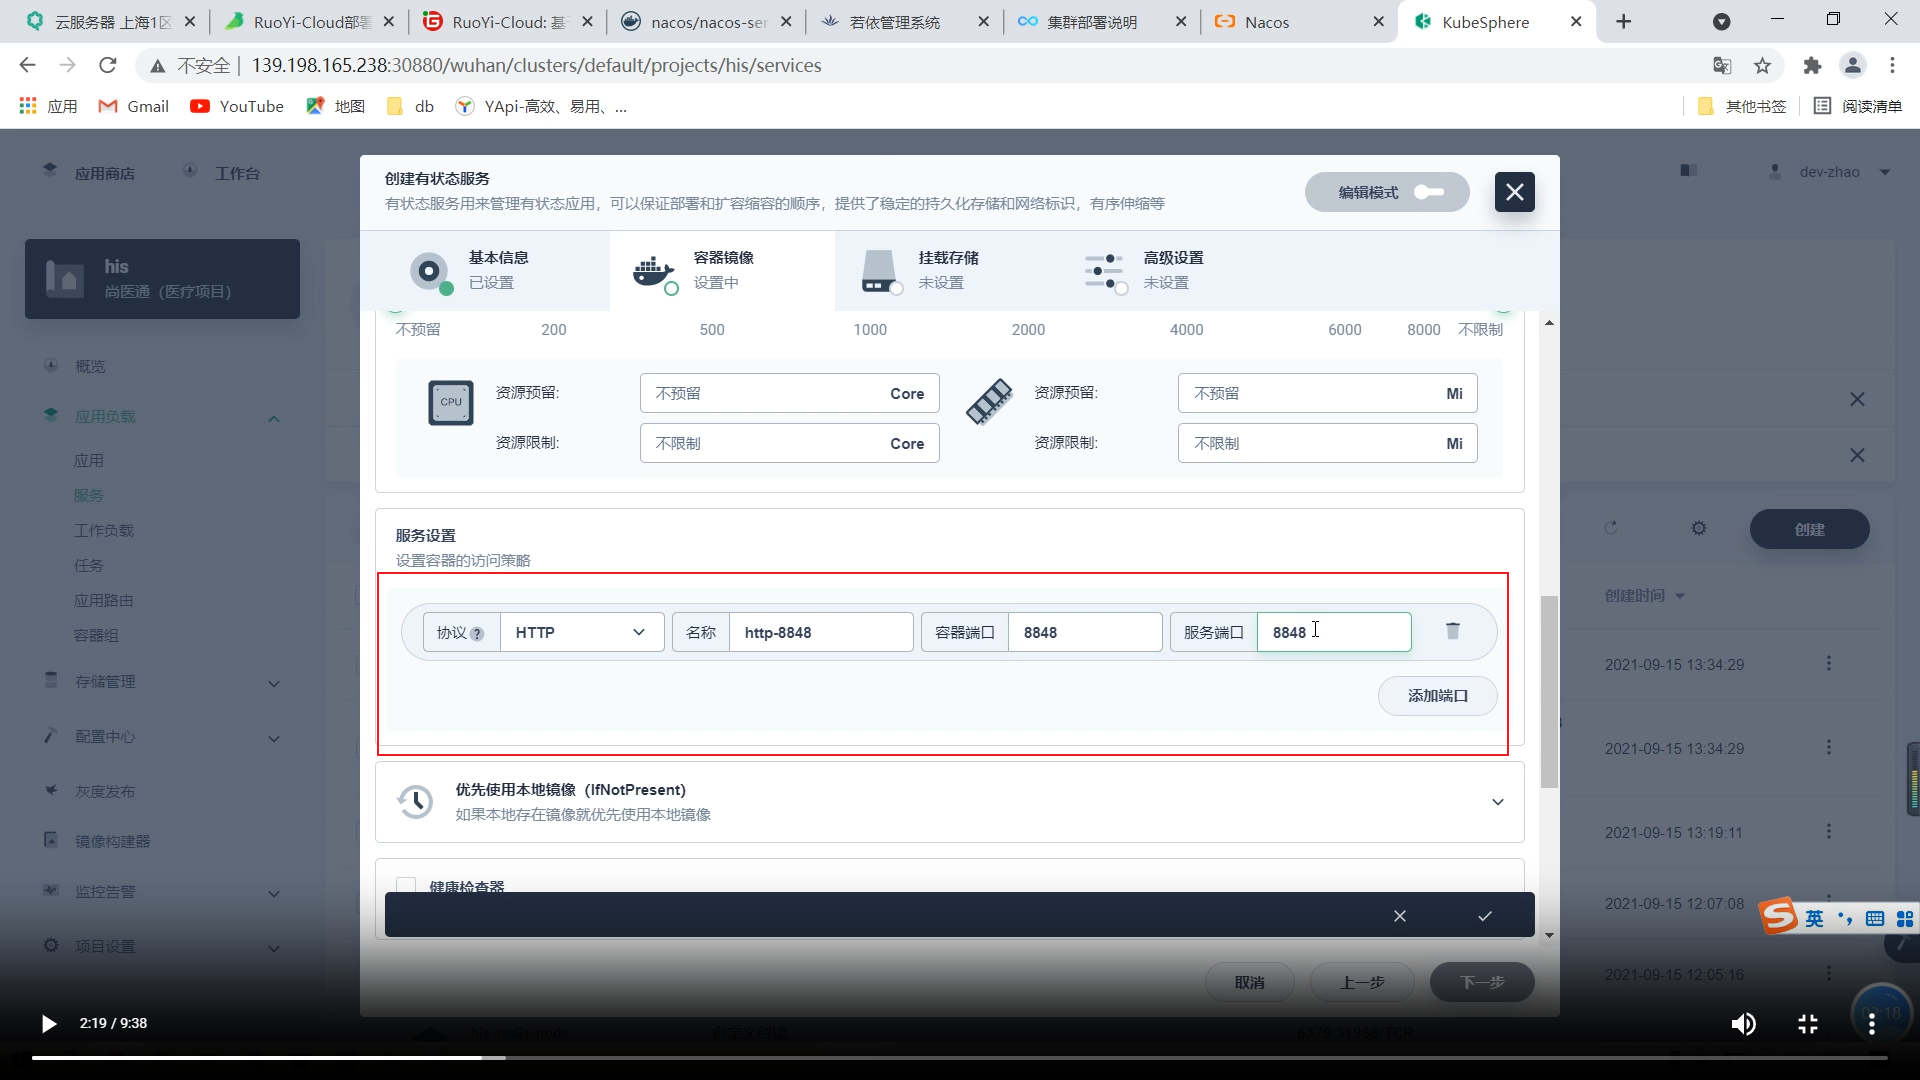 云服务器 上海1区
RuoYi-Cloud部署
RuoYi-Cloud: 基于
nacos/nacos-ser
若依管理系统
集群部署说明
Nacos
KubeSphere
不安全
139.198.165.238:30880/wuhan/clusters/default/projects/his/services
应用
Gmail
YouTube
地图
db
YApi-高效、易用、...
其他书签
阅读清单
应用商店
工作台
dev-zhao
his
尚医通（医疗项目）
概览
应用负载
应用
服务
工作负载
任务
应用路由
容器组
存储管理
配置中心
灰度发布
镜像构建器
监控告警
项目设置
创建有状态服务
有状态服务用来管理有状态应用，可以保证部署和扩容缩容的顺序，提供了稳定的持久化存储和网络标识，有序伸缩等
编辑模式
基本信息
已设置
容器镜像
设置中
挂载存储
未设置
高级设置
未设置
不预留 200 500 1000 2000 4000 6000 8000 不限制
CPU
资源预留: 不预留 Core
资源预留: 不预留 Mi
资源限制: 不限制 Core
资源限制: 不限制 Mi
服务设置
设置容器的访问策略
协议 ? HTTP 名称 http-8848 容器端口 8848 服务端口 8848
添加端口
优先使用本地镜像（IfNotPresent)
如果本地存在镜像就优先使用本地镜像
健康检查器
取消 上一步 下一步
创建
创建时间
2021-09-15 13:34:29
2021-09-15 13:34:29
2021-09-15 13:19:11
2021-09-15 12:07:08
2021-09-15 12:05:16
英
his-redis-node 自定义创建 6379:31968/TCP
2:19 / 9:38
02:18